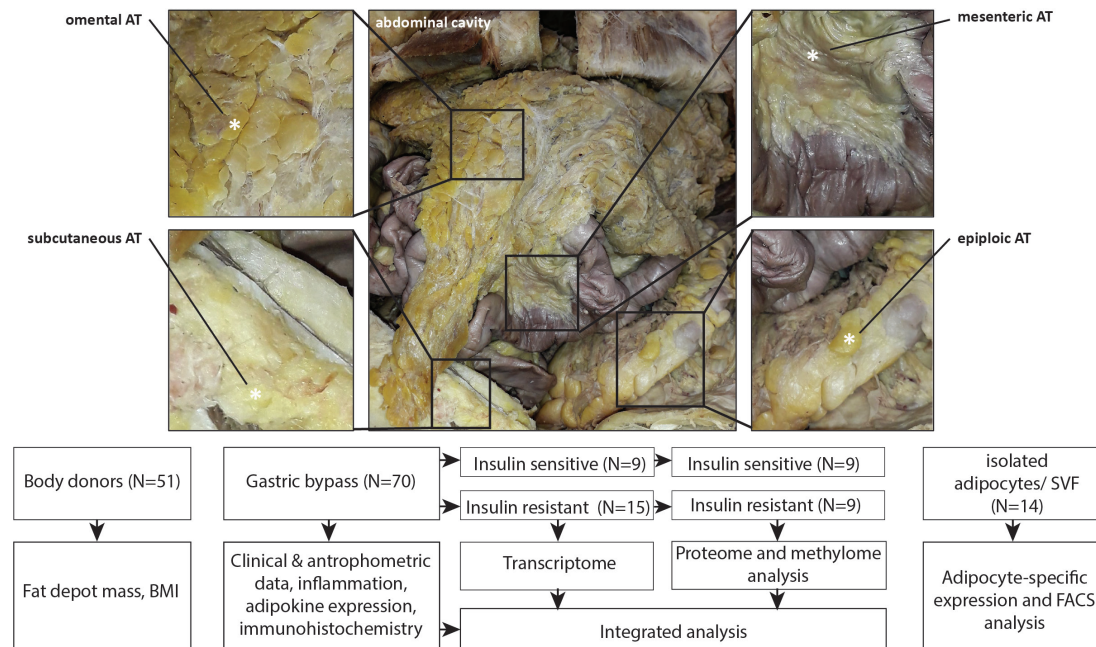 omental AT
abdominal cavity
mesenteric AT
subcutaneous AT
epiploic AT
Body donors (N=51)
Gastric bypass (N=70)
Insulin sensitive (N=9)
Insulin sensitive (N=9)
Insulin resistant (N=15)
Insulin resistant (N=9)
isolated
adipocytes/ SVF
(N=14)
Fat depot mass, BMI
Clinical & antrophometric
data, inflammation,
adipokine expression,
immunohistochemistry
Transcriptome
Proteome and methylome
analysis
Integrated analysis
Adipocyte-specific
expression and FACS
analysis